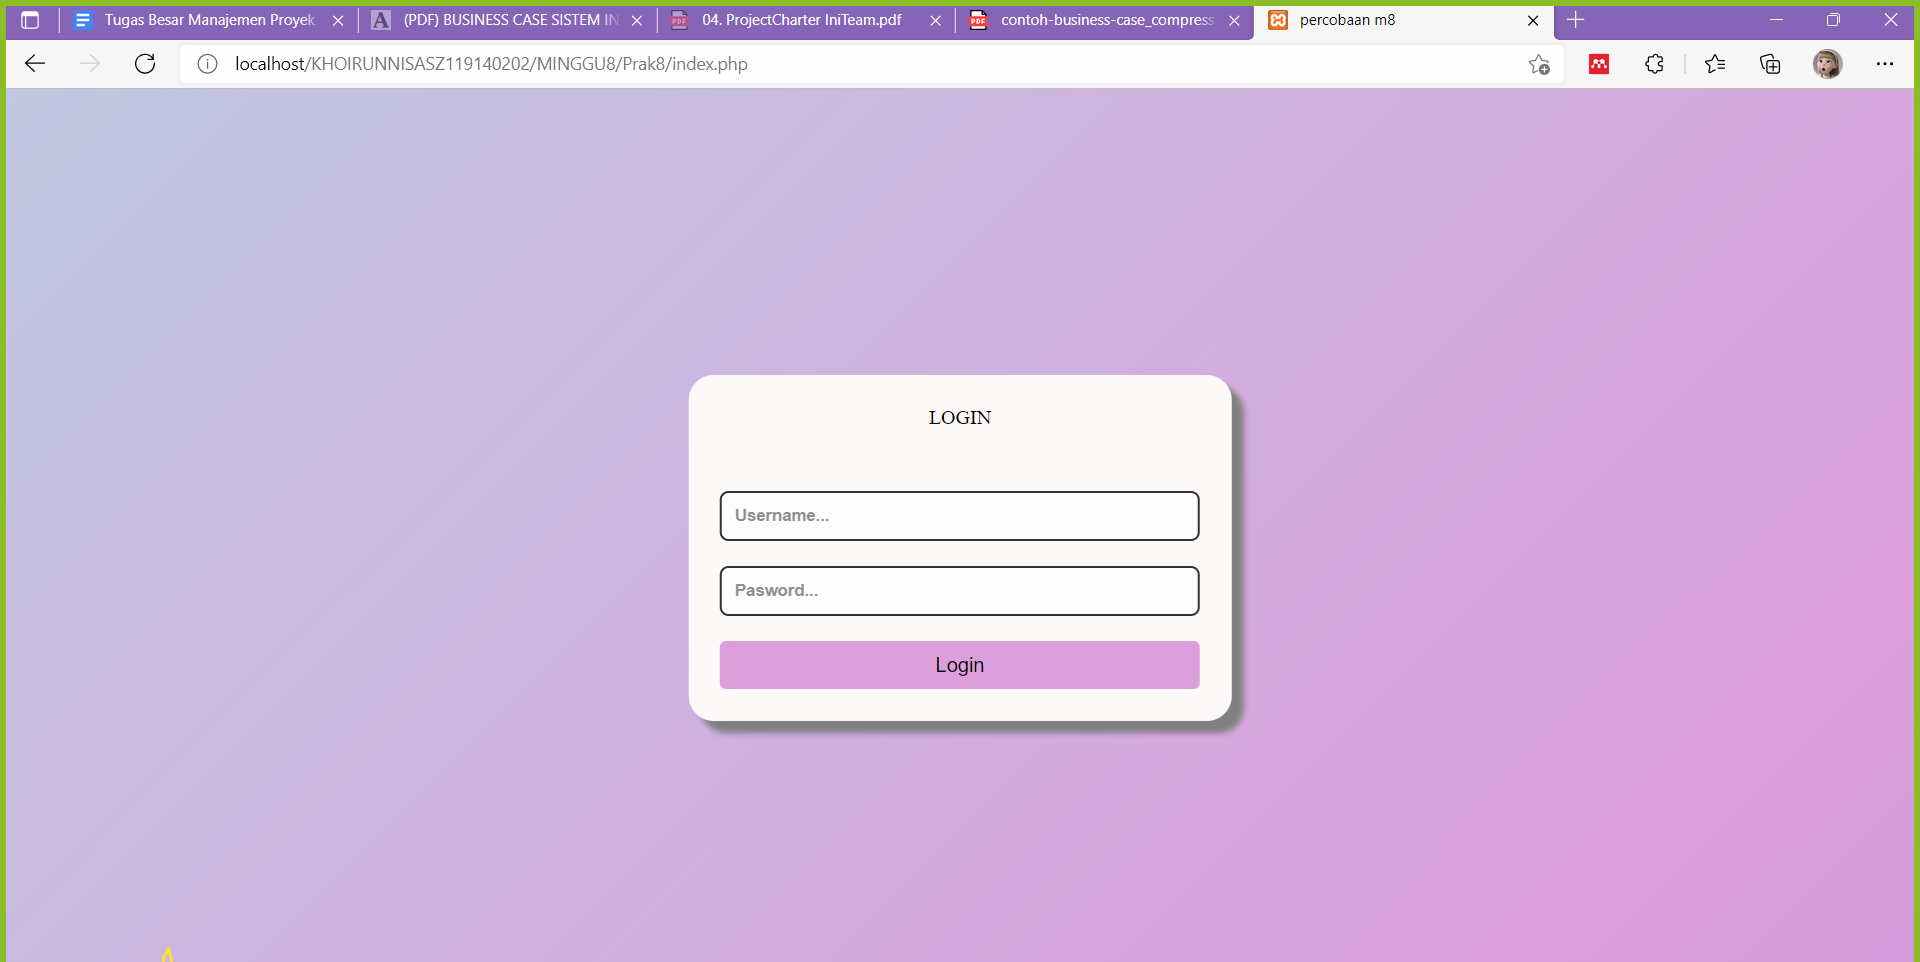 Tugas Besar Manajemen Proyek
(PDF) BUSINESS CASE SISTEM IN
04. ProjectCharter IniTeam.pdf
contoh-business-case_compress
percobaan m8
localhost/KHOIRUNNISASZ119140202/MINGGU8/Prak8/index.php
LOGIN
Username...
Pasword...
Login